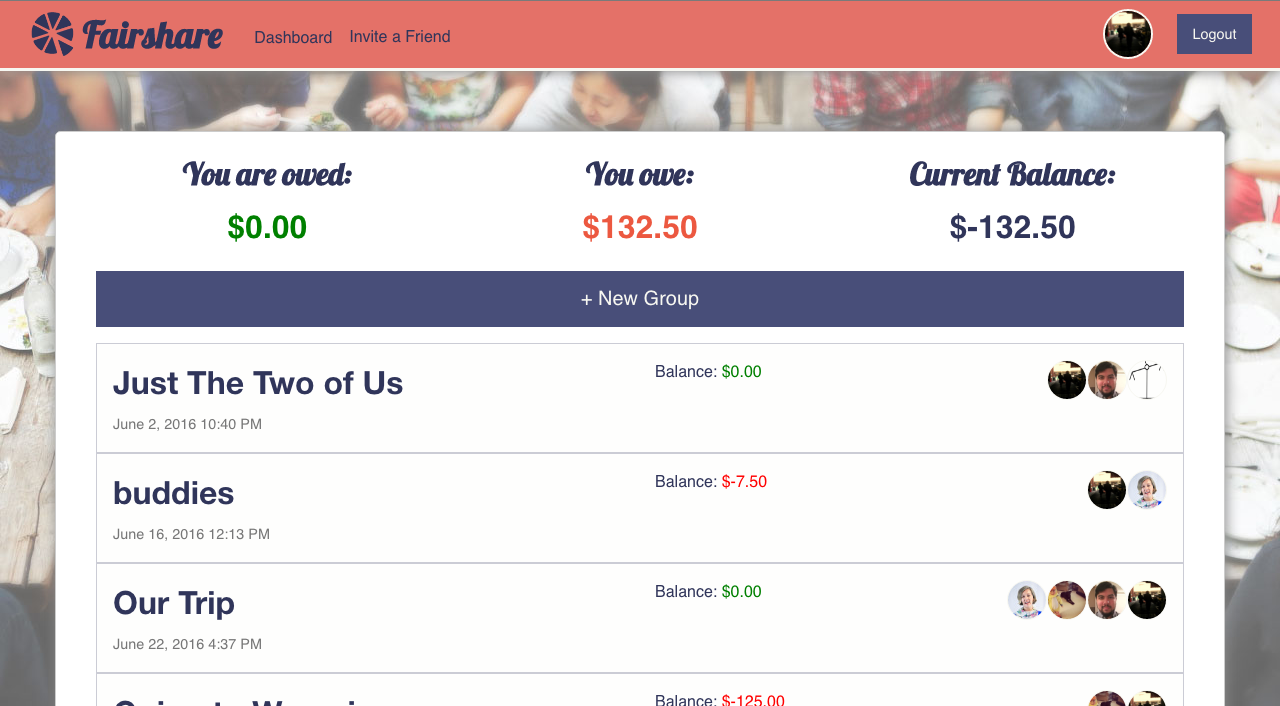 Fairshare Dashboard Invite a Friend Logout
You are owed: You owe: Current Balance:
$0.00 $132.50 $-132.50
+ New Group
Just The Two of Us Balance: $0.00
June 2, 2016 10:40 PM
buddies Balance: $-7.50
June 16, 2016 12:13 PM
Our Trip Balance: $0.00
June 22, 2016 4:37 PM
Balance: $-125.00